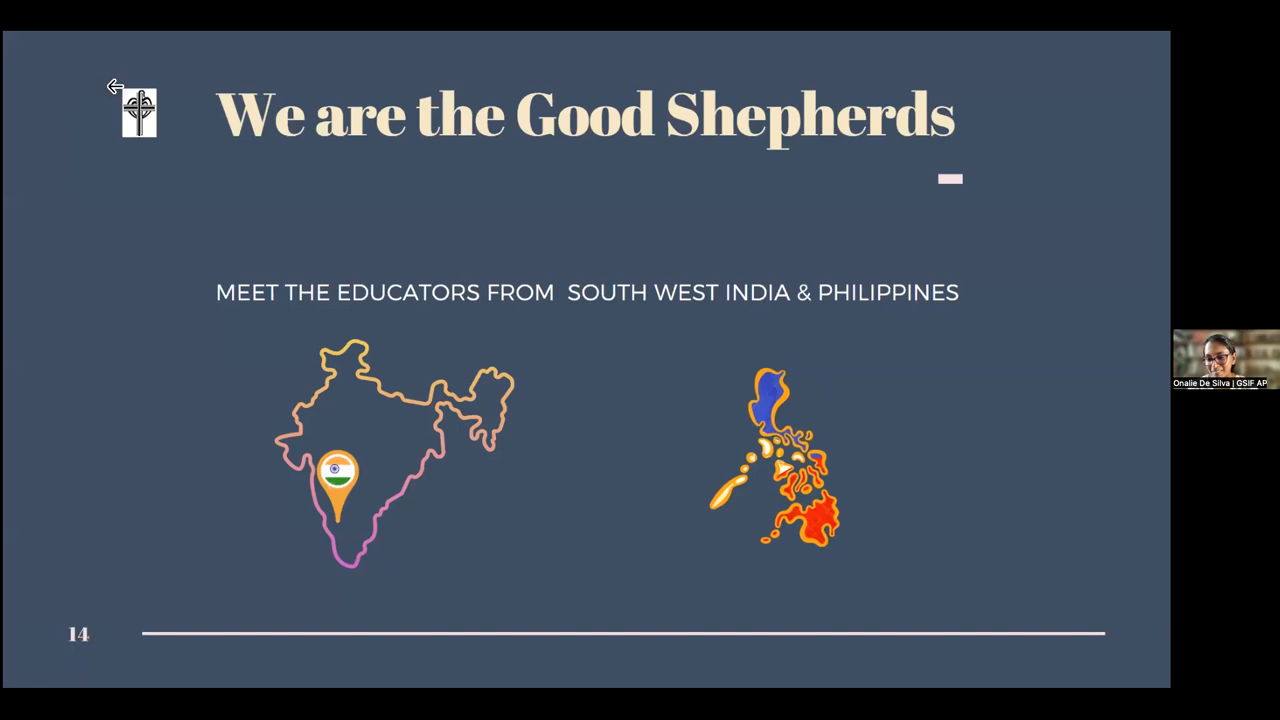 We are the Good Shepherds
MEET THE EDUCATORS FROM SOUTH WEST INDIA & PHILIPPINES
Onalie De Silva | GSIF AP
14